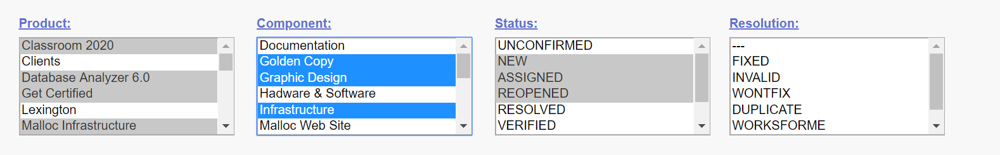 Product:
Classroom 2020
Clients
Database Analyzer 6.0
Get Certified
Lexington
Malloc Infrastructure
Component:
Documentation
Golden Copy
Graphic Design
Hadware & Software
Infrastructure
Malloc Web Site
Status:
UNCONFIRMED
NEW
ASSIGNED
REOPENED
RESOLVED
VERIFIED
Resolution:
---
FIXED
INVALID
WONTFIX
DUPLICATE
WORKSFORME